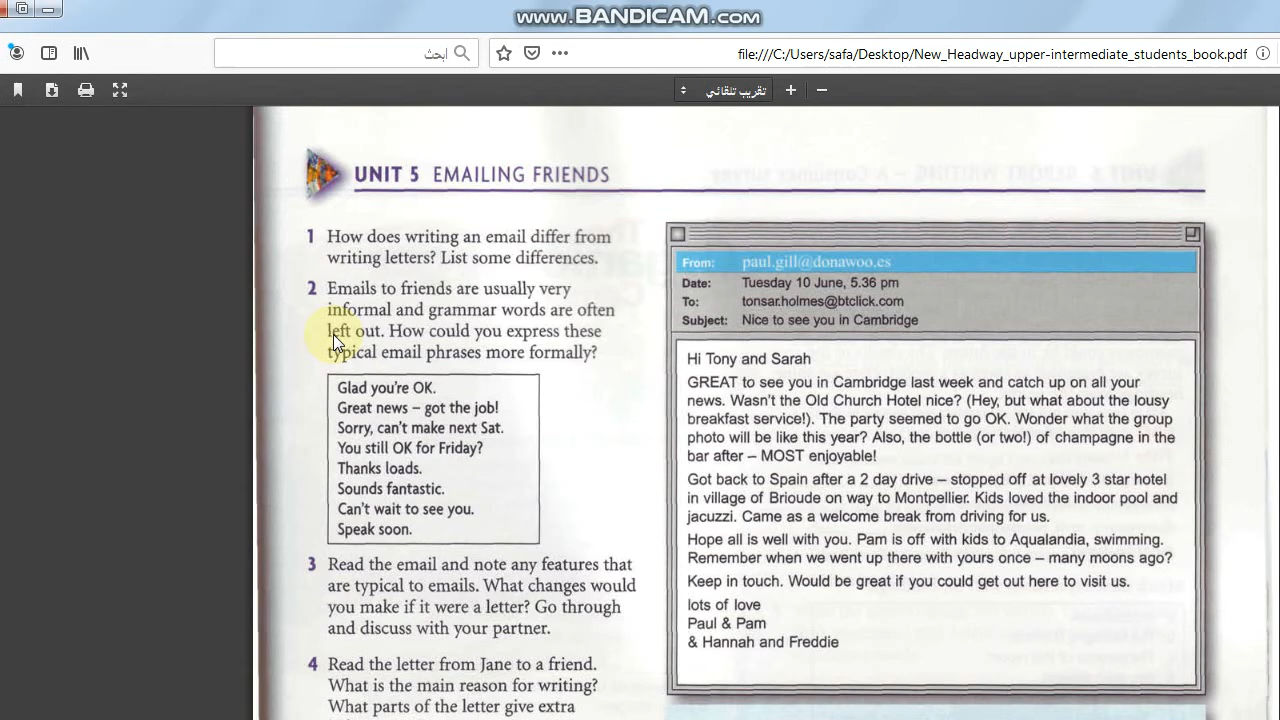 www.BANDICAM.com
ابحث
file:///C:/Users/safa/Desktop/New_Headway_upper-intermediate_students_book.pdf
تقريب تلقائي
UNIT 5 EMAILING FRIENDS
1 How does writing an email differ from
writing letters? List some differences.
2 Emails to friends are usually very
informal and grammar words are often
left out. How could you express these
typical email phrases more formally?
Glad you're OK.
Great news – got the job!
Sorry, can't make next Sat.
You still OK for Friday?
Thanks loads.
Sounds fantastic.
Can't wait to see you.
Speak soon.
3 Read the email and note any features that
are typical to emails. What changes would
you make if it were a letter? Go through
and discuss with your partner.
4 Read the letter from Jane to a friend.
What is the main reason for writing?
What parts of the letter give extra
From: paul.gill@donawoo.es
Date: Tuesday 10 June, 5.36 pm
To: tonsar.holmes@btclick.com
Subject: Nice to see you in Cambridge
Hi Tony and Sarah
GREAT to see you in Cambridge last week and catch up on all your
news. Wasn't the Old Church Hotel nice? (Hey, but what about the lousy
breakfast service!). The party seemed to go OK. Wonder what the group
photo will be like this year? Also, the bottle (or two!) of champagne in the
bar after – MOST enjoyable!
Got back to Spain after a 2 day drive – stopped off at lovely 3 star hotel
in village of Brioude on way to Montpellier. Kids loved the indoor pool and
jacuzzi. Came as a welcome break from driving for us.
Hope all is well with you. Pam is off with kids to Aqualandia, swimming.
Remember when we went up there with yours once – many moons ago?
Keep in touch. Would be great if you could get out here to visit us.
lots of love
Paul & Pam
& Hannah and Freddie